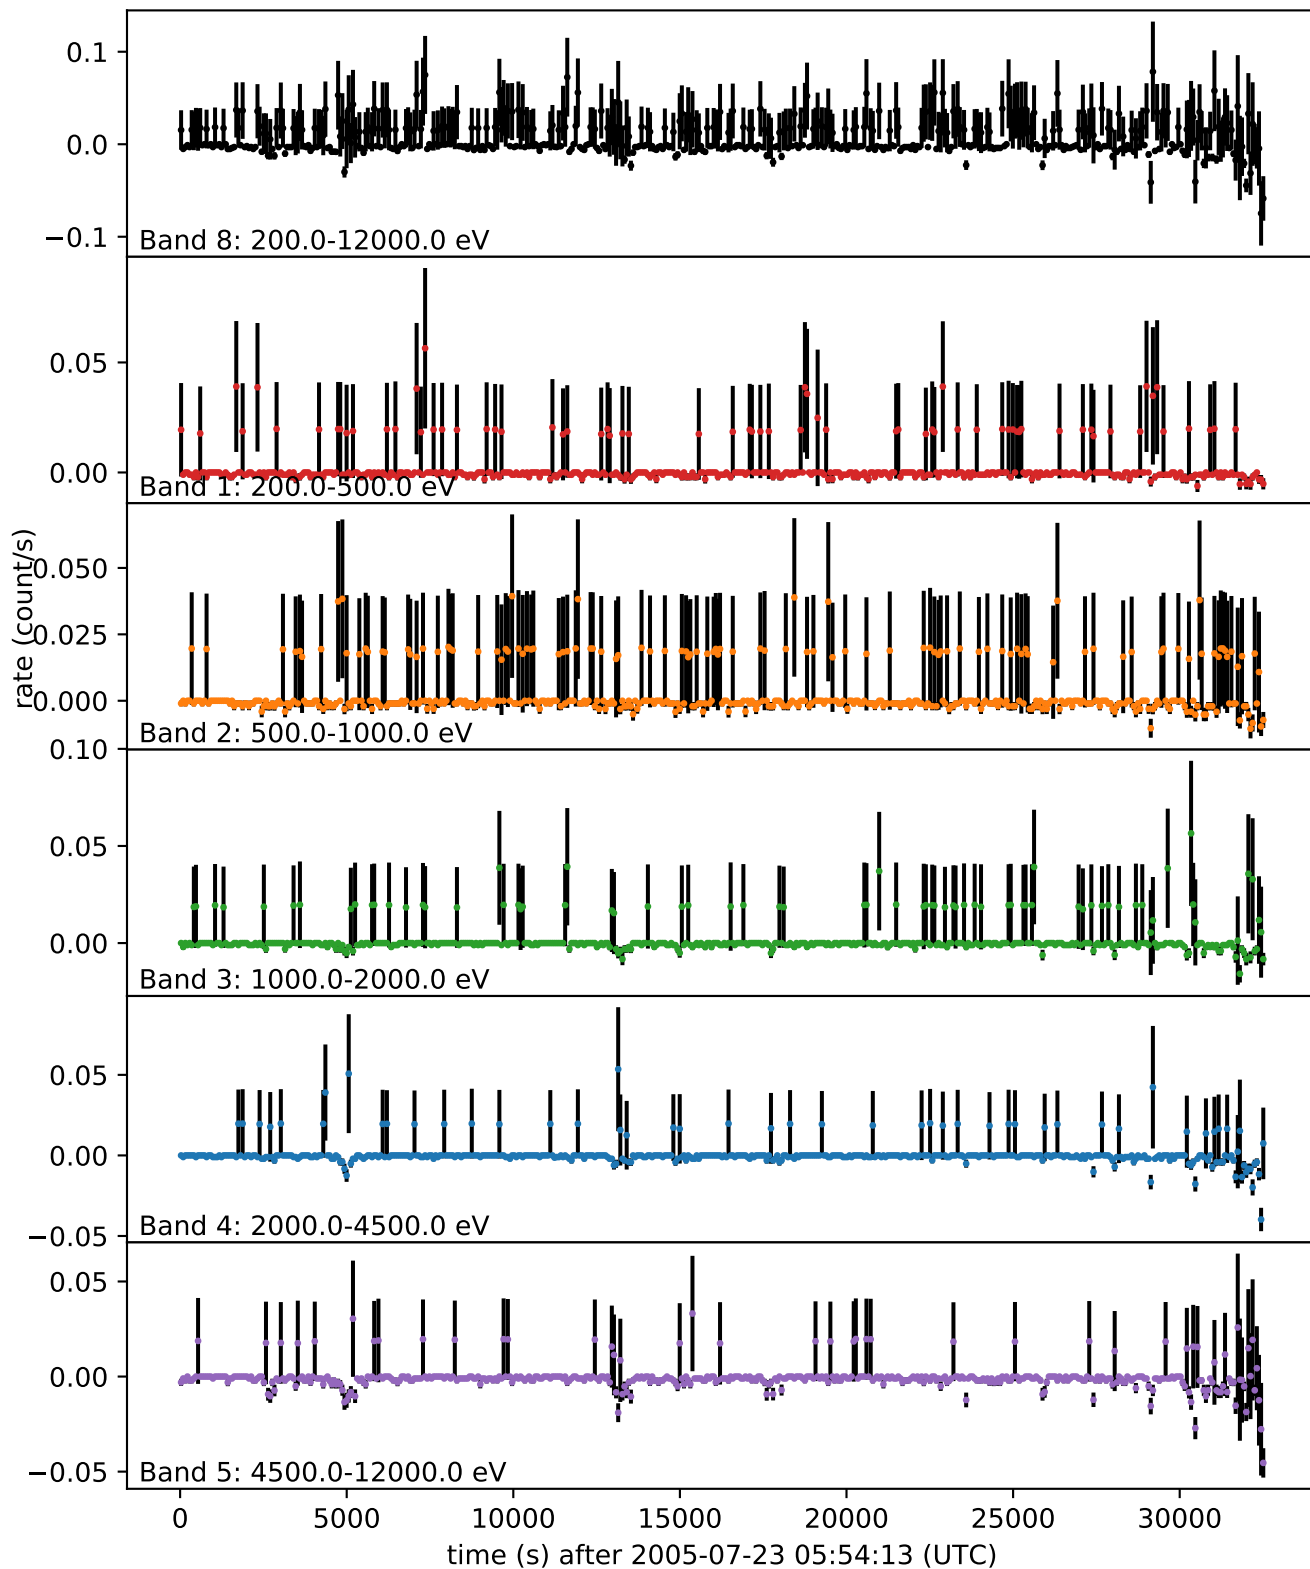 0.1
0.0
−0.1
Band 8: 200.0-12000.0 eV
0.05
0.00
Band 1: 200.0-500.0 eV
rate (count/s)
0.050
0.025
0.000
Band 2: 500.0-1000.0 eV
0.10
0.05
0.00
Band 3: 1000.0-2000.0 eV
0.05
0.00
−0.05
Band 4: 2000.0-4500.0 eV
0.05
0.00
−0.05
Band 5: 4500.0-12000.0 eV
0 5000 10000 15000 20000 25000 30000
time (s) after 2005-07-23 05:54:13 (UTC)